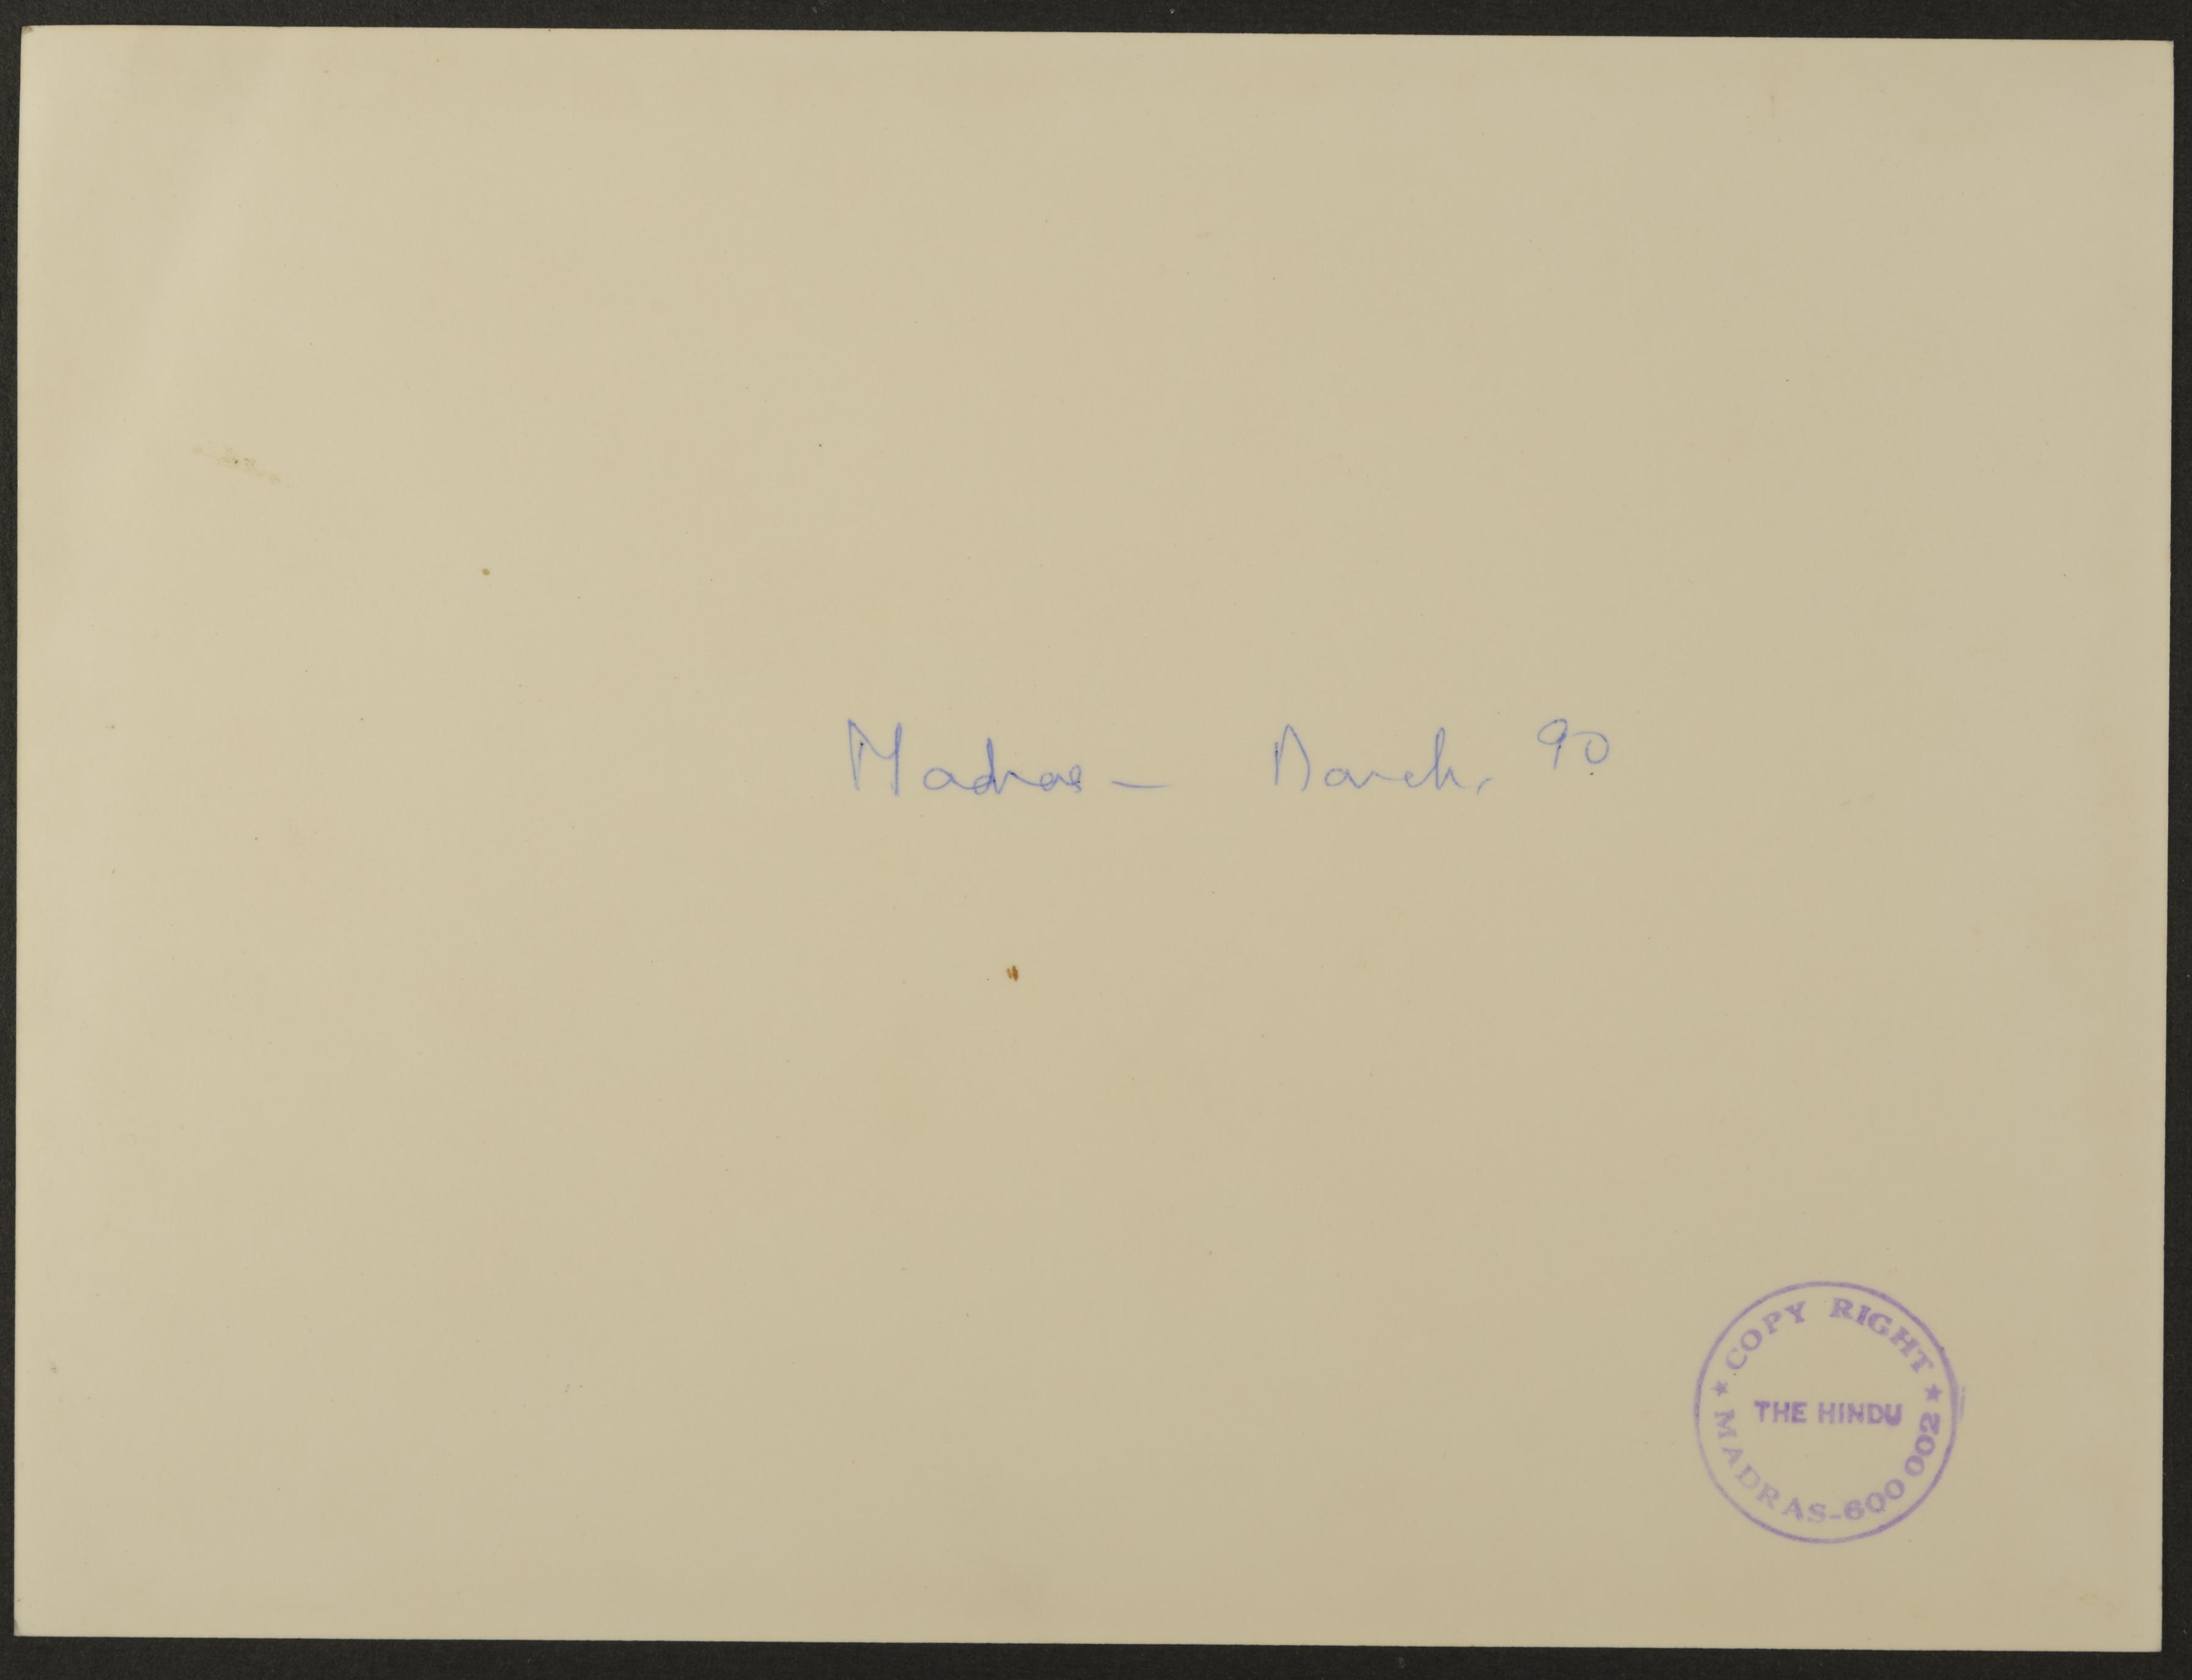 Madras – March, 90
★ COPY RIGHT ★
THE HINDU
MADRAS-600 002